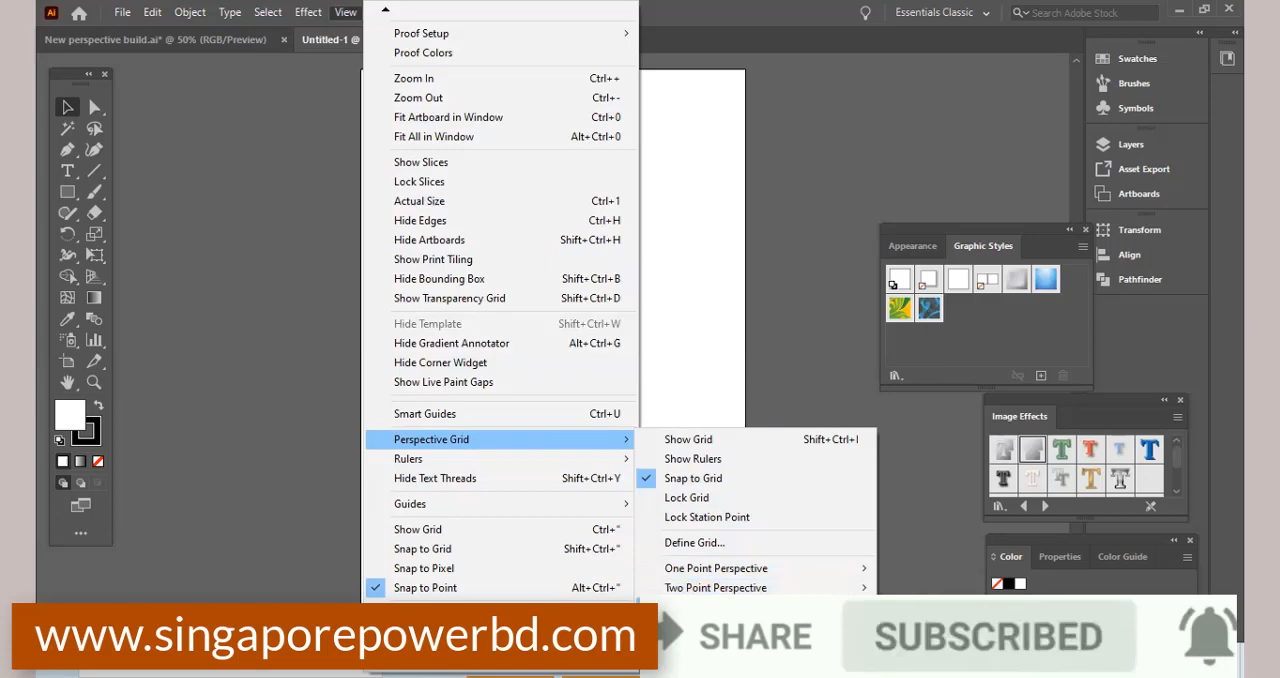 Ai File Edit Object Type Select Effect View Essentials Classic Search Adobe Stock
New perspective build.ai* @ 50% (RGB/Preview) × Untitled-1 @
Proof Setup
Proof Colors
Zoom In Ctrl++
Zoom Out Ctrl+-
Fit Artboard in Window Ctrl+0
Fit All in Window Alt+Ctrl+0
Show Slices
Lock Slices
Actual Size Ctrl+1
Hide Edges Ctrl+H
Hide Artboards Shift+Ctrl+H
Show Print Tiling
Hide Bounding Box Shift+Ctrl+B
Show Transparency Grid Shift+Ctrl+D
Hide Template Shift+Ctrl+W
Hide Gradient Annotator Alt+Ctrl+G
Hide Corner Widget
Show Live Paint Gaps
Smart Guides Ctrl+U
Perspective Grid
Rulers
Hide Text Threads Shift+Ctrl+Y
Guides
Show Grid Ctrl+"
Snap to Grid Shift+Ctrl+"
Snap to Pixel
Snap to Point Alt+Ctrl+"
Show Grid Shift+Ctrl+I
Show Rulers
Snap to Grid
Lock Grid
Lock Station Point
Define Grid...
One Point Perspective
Two Point Perspective
Swatches
Brushes
Symbols
Layers
Asset Export
Artboards
Transform
Align
Pathfinder
Appearance Graphic Styles
Image Effects
Color Properties Color Guide
www.singaporepowerbd.com
SHARE
SUBSCRIBED